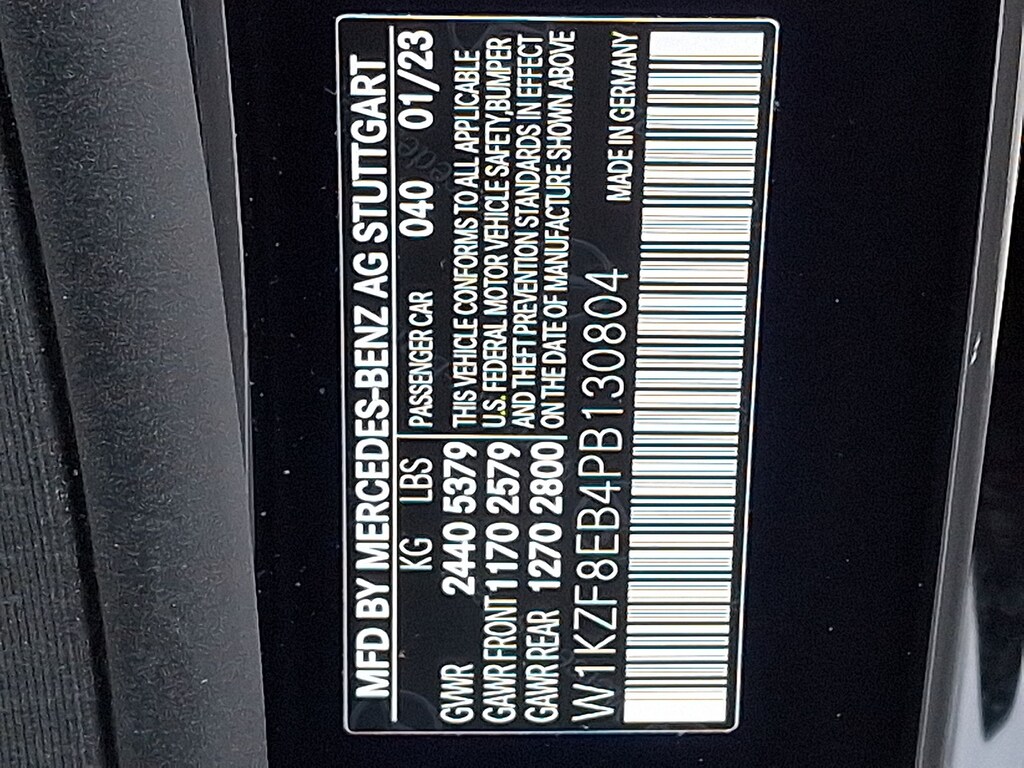 MFD BY MERCEDES-BENZ AG STUTTGART
KG LBS
GWWR 2440 5379
GAWR FRONT 1170 2579
GAWR REAR 1270 2800
PASSENGER CAR 040 01/23
THIS VEHICLE CONFORMS TO ALL APPLICABLE
U.S. FEDERAL MOTOR VEHICLE SAFETY,BUMPER
AND THEFT PREVENTION STANDARDS IN EFFECT
ON THE DATE OF MANUFACTURE SHOWN ABOVE
W1KZF8EB4PB130804 MADE IN GERMANY